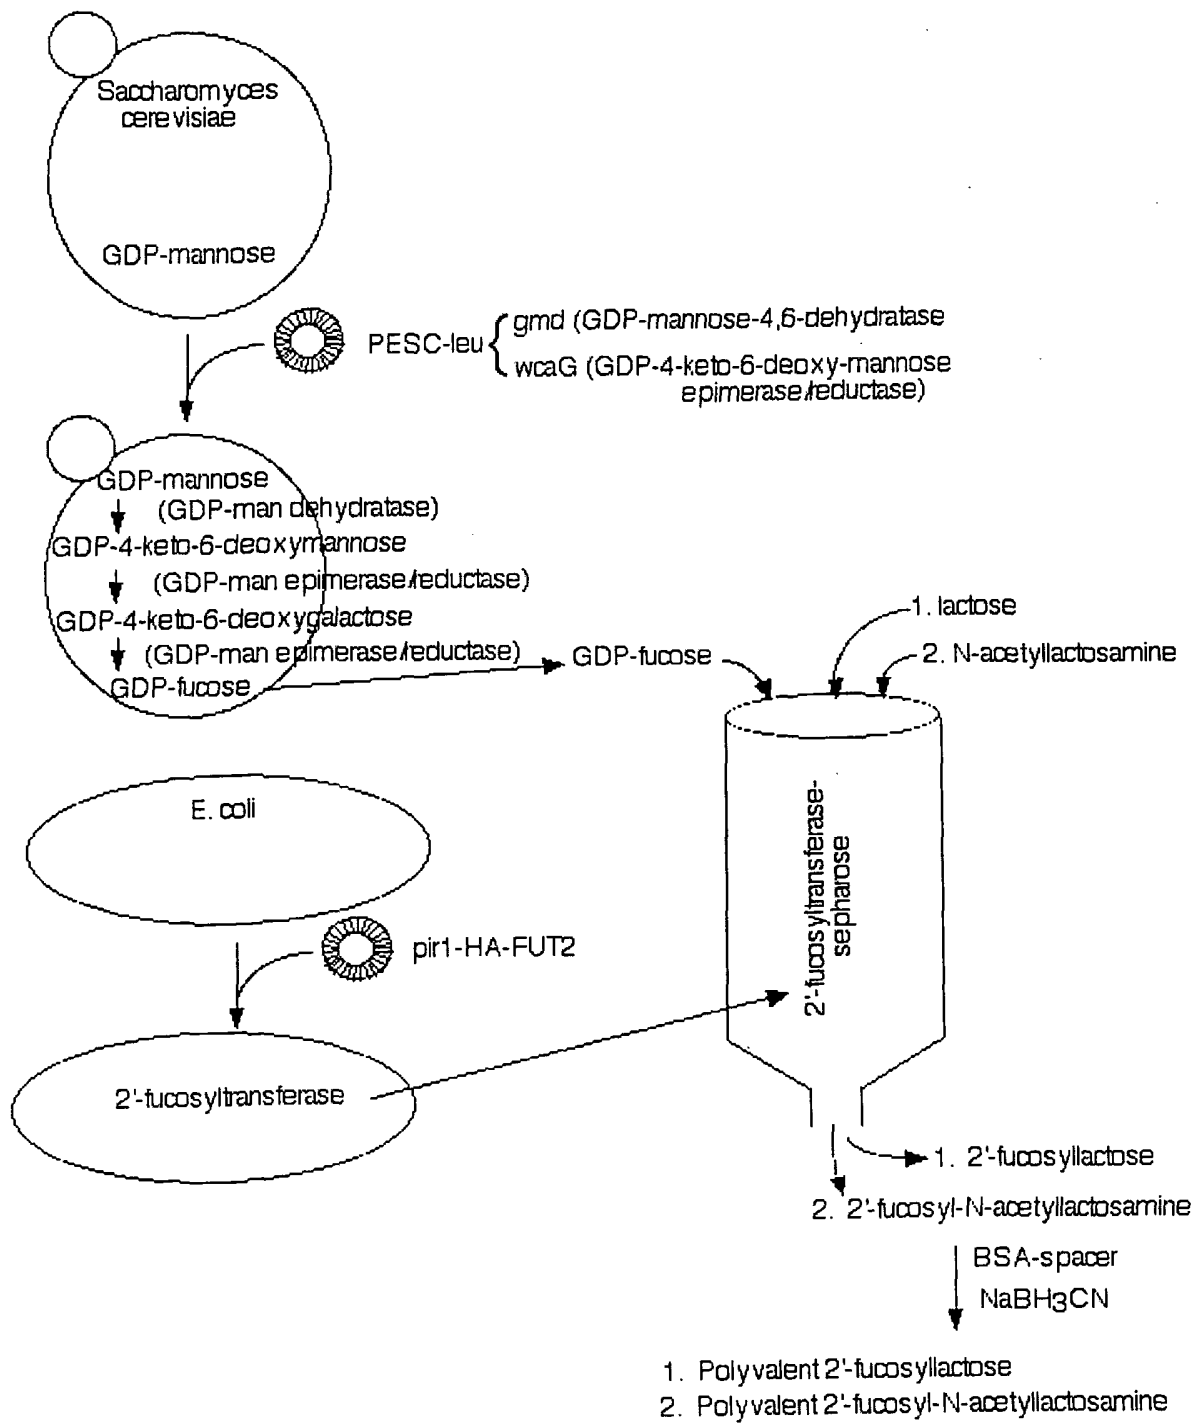 Saccharomyces
cerevisiae
GDP-mannose
PESC-leu
gmd (GDP-mannose-4,6-dehydratase
wcaG (GDP-4-keto-6-deoxy-mannose
epimerase/reductase)
GDP-mannose
(GDP-man dehydratase)
GDP-4-keto-6-deoxymannose
(GDP-man epimerase/reductase)
GDP-4-keto-6-deoxygalactose
(GDP-man epimerase/reductase)
GDP-fucose
GDP-fucose
1. lactose
2. N-acetyllactosamine
2'-fucosyltransferase-
sepharose
E. coli
pir1-HA-FUT2
2'-fucosyltransferase
1. 2'-fucosyllactose
2. 2'-fucosyl-N-acetyllactosamine
BSA-spacer
NaBH3CN
1. Polyvalent 2'-fucosyllactose
2. Polyvalent 2'-fucosyl-N-acetyllactosamine